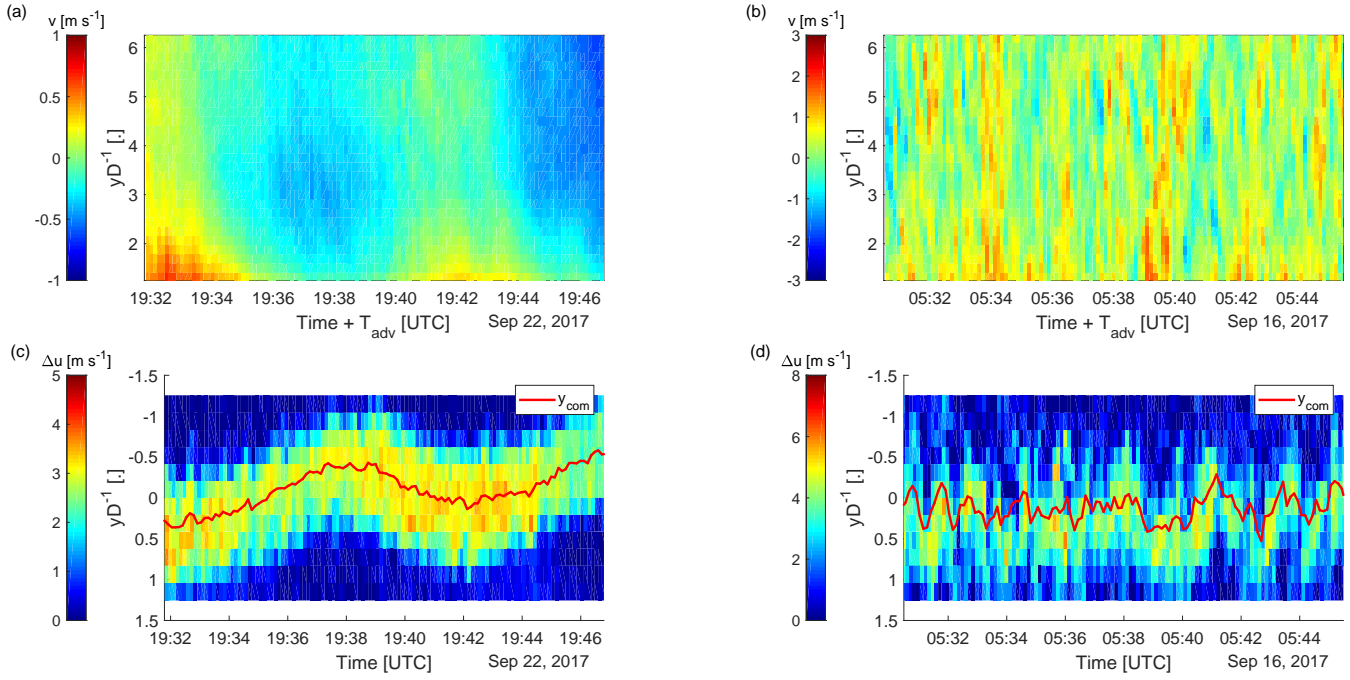 (a)
v [m s⁻¹]
1
0.5
0
-0.5
-1
yD⁻¹ [.]
6
5
4
3
2
19:32 19:34 19:36 19:38 19:40 19:42 19:44 19:46
Time + T_adv [UTC] Sep 22, 2017
(b)
v [m s⁻¹]
3
2
1
0
-1
-2
-3
yD⁻¹ [.]
6
5
4
3
2
05:32 05:34 05:36 05:38 05:40 05:42 05:44
Time + T_adv [UTC] Sep 16, 2017
(c)
Δu [m s⁻¹]
5
4
3
2
1
0
yD⁻¹ [.]
-1.5
-1
-0.5
0
0.5
1
1.5
y_com
19:32 19:34 19:36 19:38 19:40 19:42 19:44 19:46
Time [UTC] Sep 22, 2017
(d)
Δu [m s⁻¹]
8
6
4
2
0
yD⁻¹ [.]
-1.5
-1
-0.5
0
0.5
1
1.5
y_com
05:32 05:34 05:36 05:38 05:40 05:42 05:44
Time [UTC] Sep 16, 2017